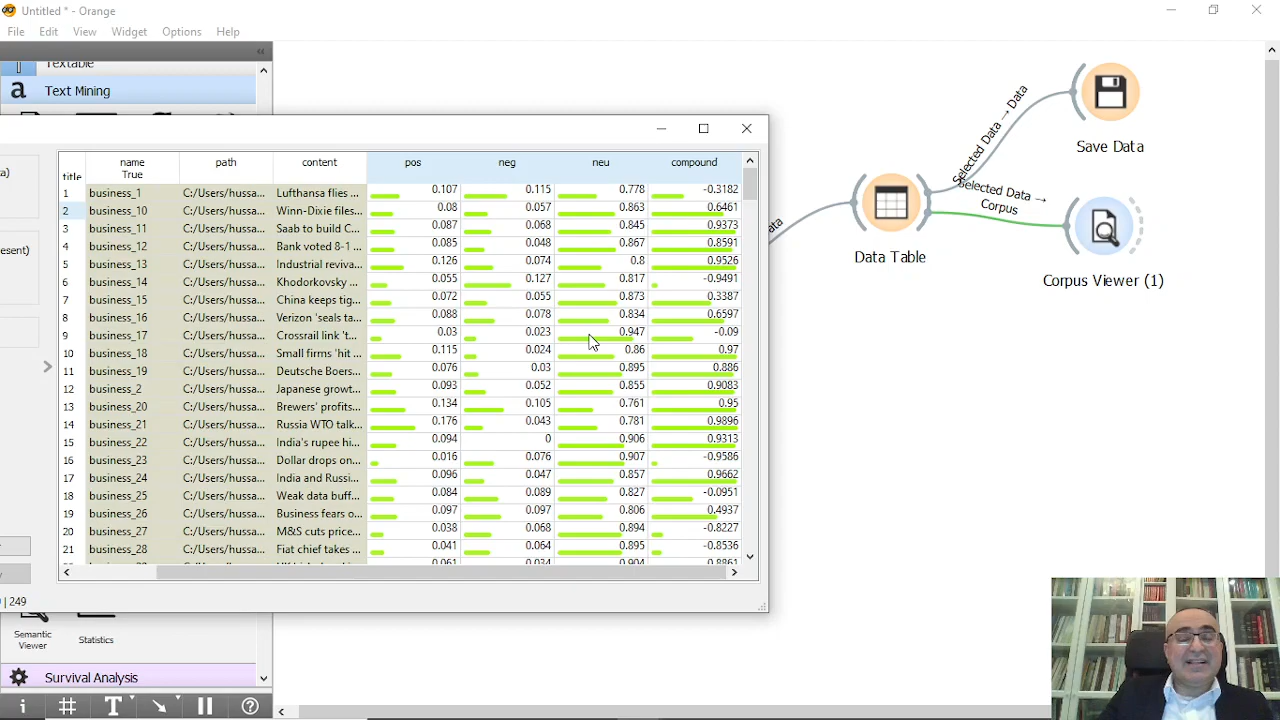 Untitled * - Orange
File Edit View Widget Options Help
Textable
a Text Mining
title name path content pos neg neu compound
True
1 business_1 C:/Users/hussa... Lufthansa flies ... 0.107 0.115 0.778 -0.3182
2 business_10 C:/Users/hussa... Winn-Dixie files... 0.08 0.057 0.863 0.6461
3 business_11 C:/Users/hussa... Saab to build C... 0.087 0.068 0.845 0.9373
4 business_12 C:/Users/hussa... Bank voted 8-1 ... 0.085 0.048 0.867 0.8591
5 business_13 C:/Users/hussa... Industrial reviva... 0.126 0.074 0.8 0.9526
6 business_14 C:/Users/hussa... Khodorkovsky ... 0.055 0.127 0.817 -0.9491
7 business_15 C:/Users/hussa... China keeps tig... 0.072 0.055 0.873 0.3387
8 business_16 C:/Users/hussa... Verizon 'seals ta... 0.088 0.078 0.834 0.6597
9 business_17 C:/Users/hussa... Crossrail link 't... 0.03 0.023 0.947 -0.09
10 business_18 C:/Users/hussa... Small firms 'hit ... 0.115 0.024 0.86 0.97
11 business_19 C:/Users/hussa... Deutsche Boers... 0.076 0.03 0.895 0.886
12 business_2 C:/Users/hussa... Japanese growt... 0.093 0.052 0.855 0.9083
13 business_20 C:/Users/hussa... Brewers' profits... 0.134 0.105 0.761 0.95
14 business_21 C:/Users/hussa... Russia WTO talk... 0.176 0.043 0.781 0.9896
15 business_22 C:/Users/hussa... India's rupee hi... 0.094 0 0.906 0.9313
16 business_23 C:/Users/hussa... Dollar drops on... 0.016 0.076 0.907 -0.9586
17 business_24 C:/Users/hussa... India and Russi... 0.096 0.047 0.857 0.9662
18 business_25 C:/Users/hussa... Weak data buff... 0.084 0.089 0.827 -0.0951
19 business_26 C:/Users/hussa... Business fears o... 0.097 0.097 0.806 0.4937
20 business_27 C:/Users/hussa... M&S cuts price... 0.038 0.068 0.894 -0.8227
21 business_28 C:/Users/hussa... Fiat chief takes ... 0.041 0.064 0.895 -0.8536
0.061 0.034 0.904 0.8861
| 249
Semantic
Viewer
Statistics
Survival Analysis
Data Table
Selected Data → Data
Save Data
Selected Data →
Corpus
Corpus Viewer (1)